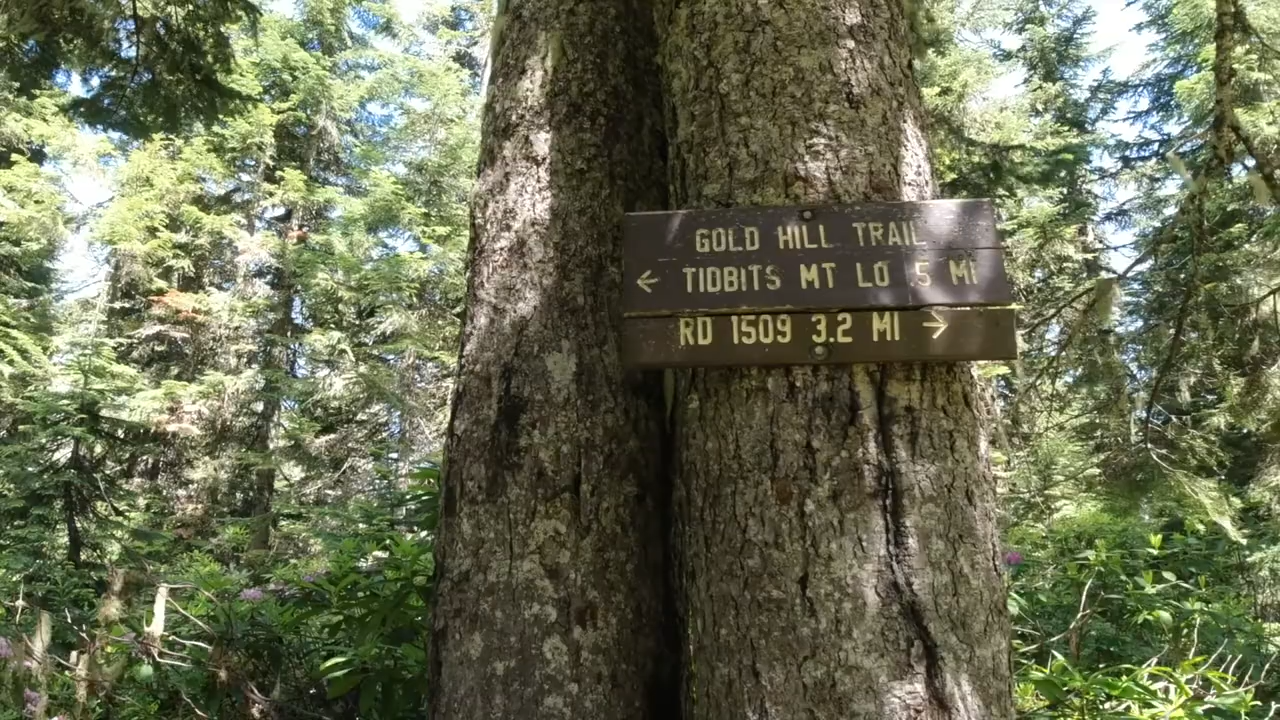 GOLD HILL TRAIL
← TIDBITS MT LO .5 MI
RD 1509 3.2 MI →